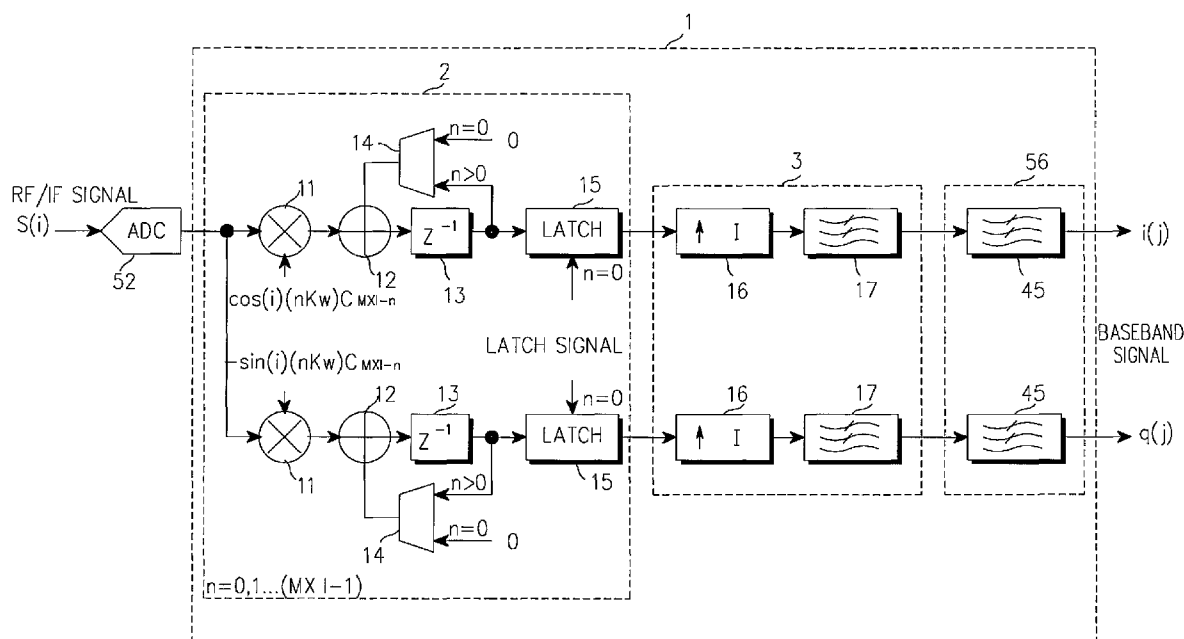 1
2
14
n=0
0
n>0
RF/IF SIGNAL
S(i)
ADC
52
11
12
Z⁻¹
13
15
LATCH
n=0
cos(i)(nKw)C MXI-n
3
↑ I
16
17
56
45
i(j)
LATCH SIGNAL
BASEBAND
SIGNAL
-sin(i)(nKw)C MXI-n
11
12
13
Z⁻¹
n=0
LATCH
15
16
↑ I
17
45
q(j)
n>0
14
n=0
0
n=0,1...(MX I-1)